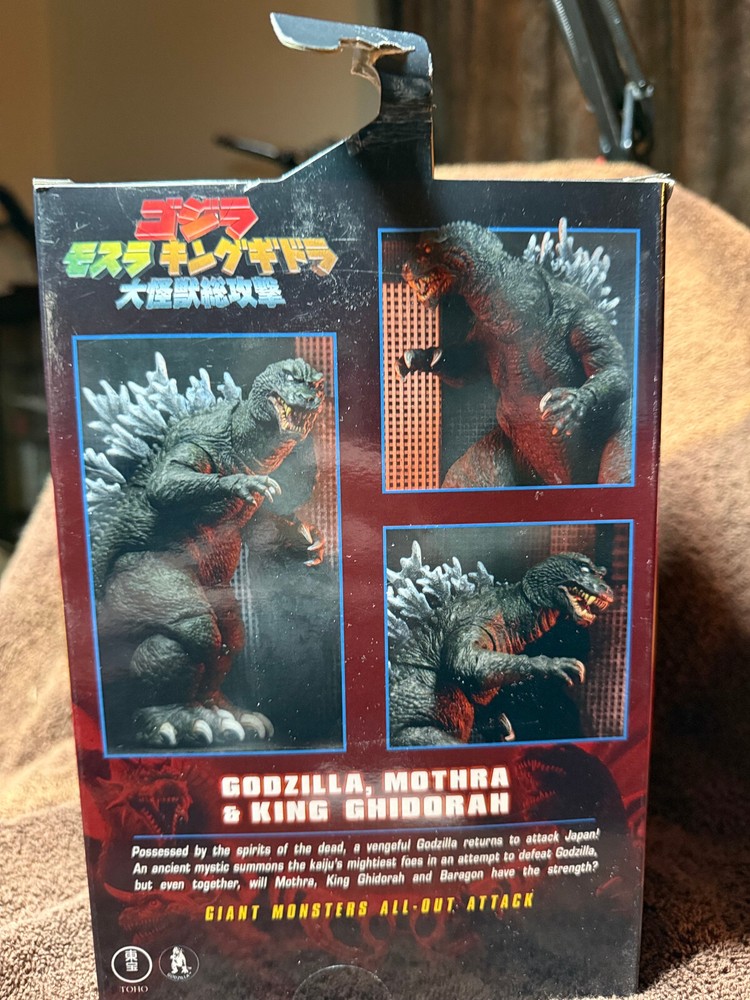 ゴジラ
モスラ キングギドラ
大怪獣総攻撃
GODZILLA, MOTHRA
& KING GHIDORAH
Possessed by the spirits of the dead, a vengeful Godzilla returns to attack Japan!
An ancient mystic summons the kaiju's mightiest foes in an attempt to defeat Godzilla,
but even together, will Mothra, King Ghidorah and Baragon have the strength?
GIANT MONSTERS ALL-OUT ATTACK
東宝
TOHO
GODZILLA